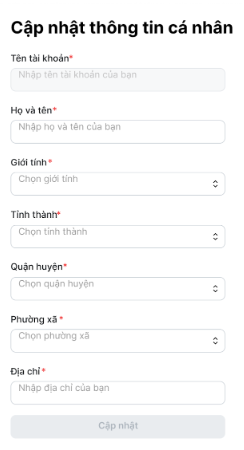 Cập nhật thông tin cá nhân
Tên tài khoản*
Nhập tên tài khoản của bạn
Họ và tên*
Nhập họ và tên của bạn
Giới tính*
Chọn giới tính
Tỉnh thành*
Chọn tỉnh thành
Quận huyện*
Chọn quận huyện
Phường xã*
Chọn phường xã
Địa chỉ*
Nhập địa chỉ của bạn
Cập nhật